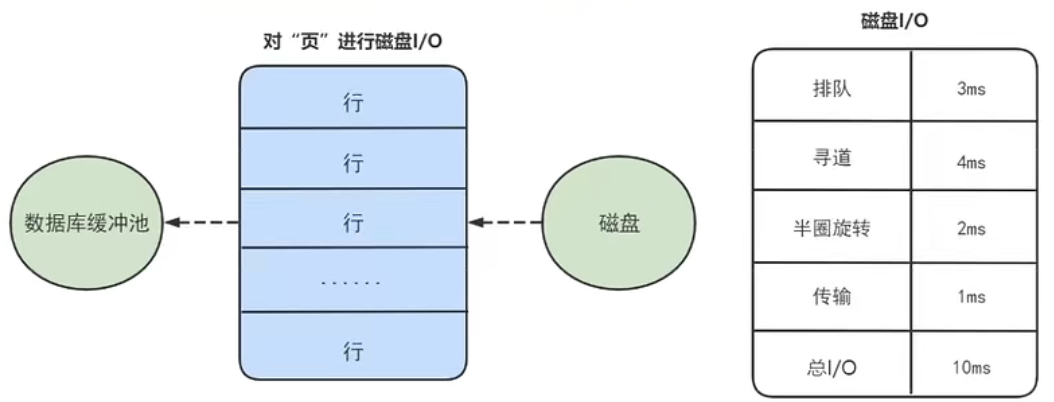 对“页”进行磁盘I/O
行
行
行
......
行
数据库缓冲池
磁盘
磁盘I/O
排队 3ms
寻道 4ms
半圈旋转 2ms
传输 1ms
总I/O 10ms